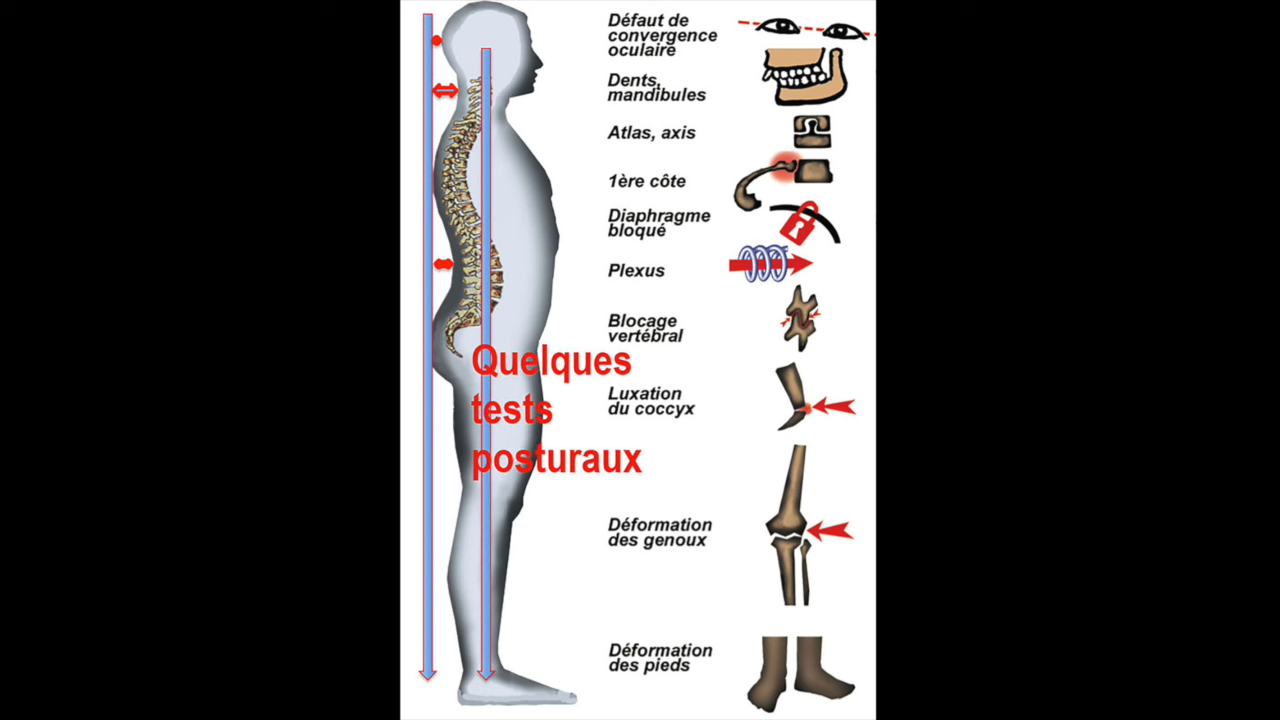 Défaut de
convergence
oculaire
Dents,
mandibules
Atlas, axis
1ère côte
Diaphragme
bloqué
Plexus
Blocage
vertébral
Quelques
tests
posturaux
Luxation
du coccyx
Déformation
des genoux
Déformation
des pieds